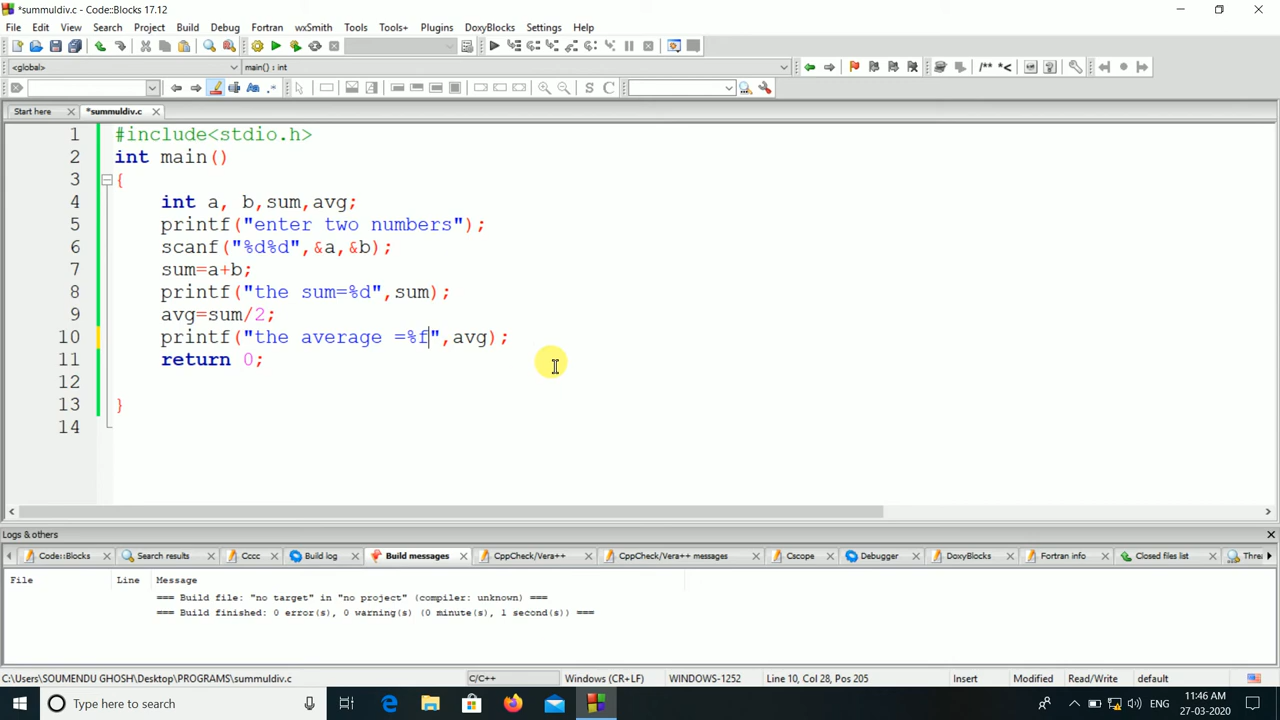 *summuldiv.c - Code::Blocks 17.12
File Edit View Search Project Build Debug Fortran wxSmith Tools Tools+ Plugins DoxyBlocks Settings Help
<global> main() : int
/** *<
Aa .*
S C
Start here *summuldiv.c
1 #include<stdio.h>
2 int main()
3 {
4 int a, b,sum,avg;
5 printf("enter two numbers");
6 scanf("%d%d",&a,&b);
7 sum=a+b;
8 printf("the sum=%d",sum);
9 avg=sum/2;
10 printf("the average =%f",avg);
11 return 0;
12
13 }
14
Logs & others
Code::Blocks Search results Cccc Build log Build messages CppCheck/Vera++ CppCheck/Vera++ messages Cscope Debugger DoxyBlocks Fortran info Closed files list Threa
File Line Message
=== Build file: "no target" in "no project" (compiler: unknown) ===
=== Build finished: 0 error(s), 0 warning(s) (0 minute(s), 1 second(s)) ===
C:\Users\SOUMENDU GHOSH\Desktop\PROGRAMS\summuldiv.c C/C++ Windows (CR+LF) WINDOWS-1252 Line 10, Col 28, Pos 205 Insert Modified Read/Write default
Type here to search
ENG
11:46 AM
27-03-2020